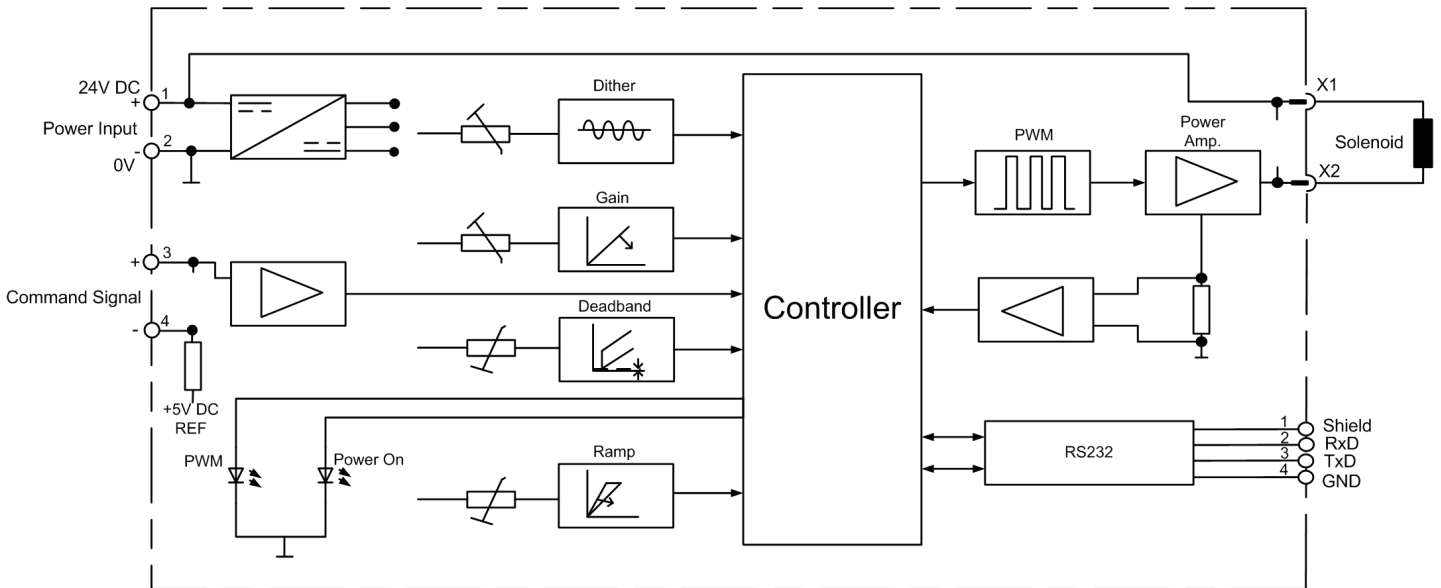 24V DC
+
1
Power Input
-
2
0V
+
3
Command Signal
-
4
+5V DC
REF
PWM
Power On
Dither
Gain
Deadband
Ramp
Controller
PWM
Power
Amp.
X1
Solenoid
X2
RS232
1
Shield
2
RxD
3
TxD
4
GND